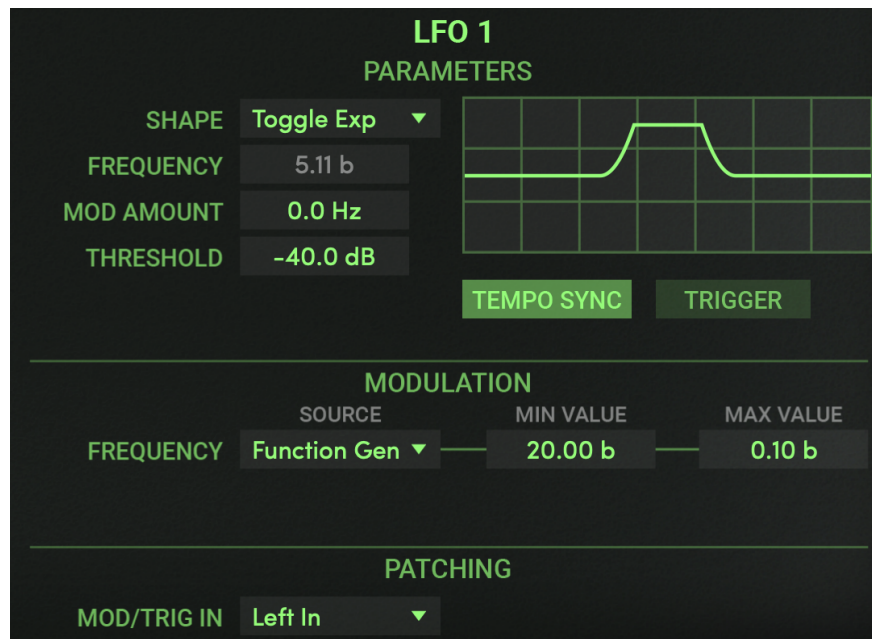 LFO 1
PARAMETERS
SHAPE Toggle Exp
FREQUENCY 5.11 b
MOD AMOUNT 0.0 Hz
THRESHOLD -40.0 dB
TEMPO SYNC TRIGGER
MODULATION
SOURCE MIN VALUE MAX VALUE
FREQUENCY Function Gen 20.00 b 0.10 b
PATCHING
MOD/TRIG IN Left In